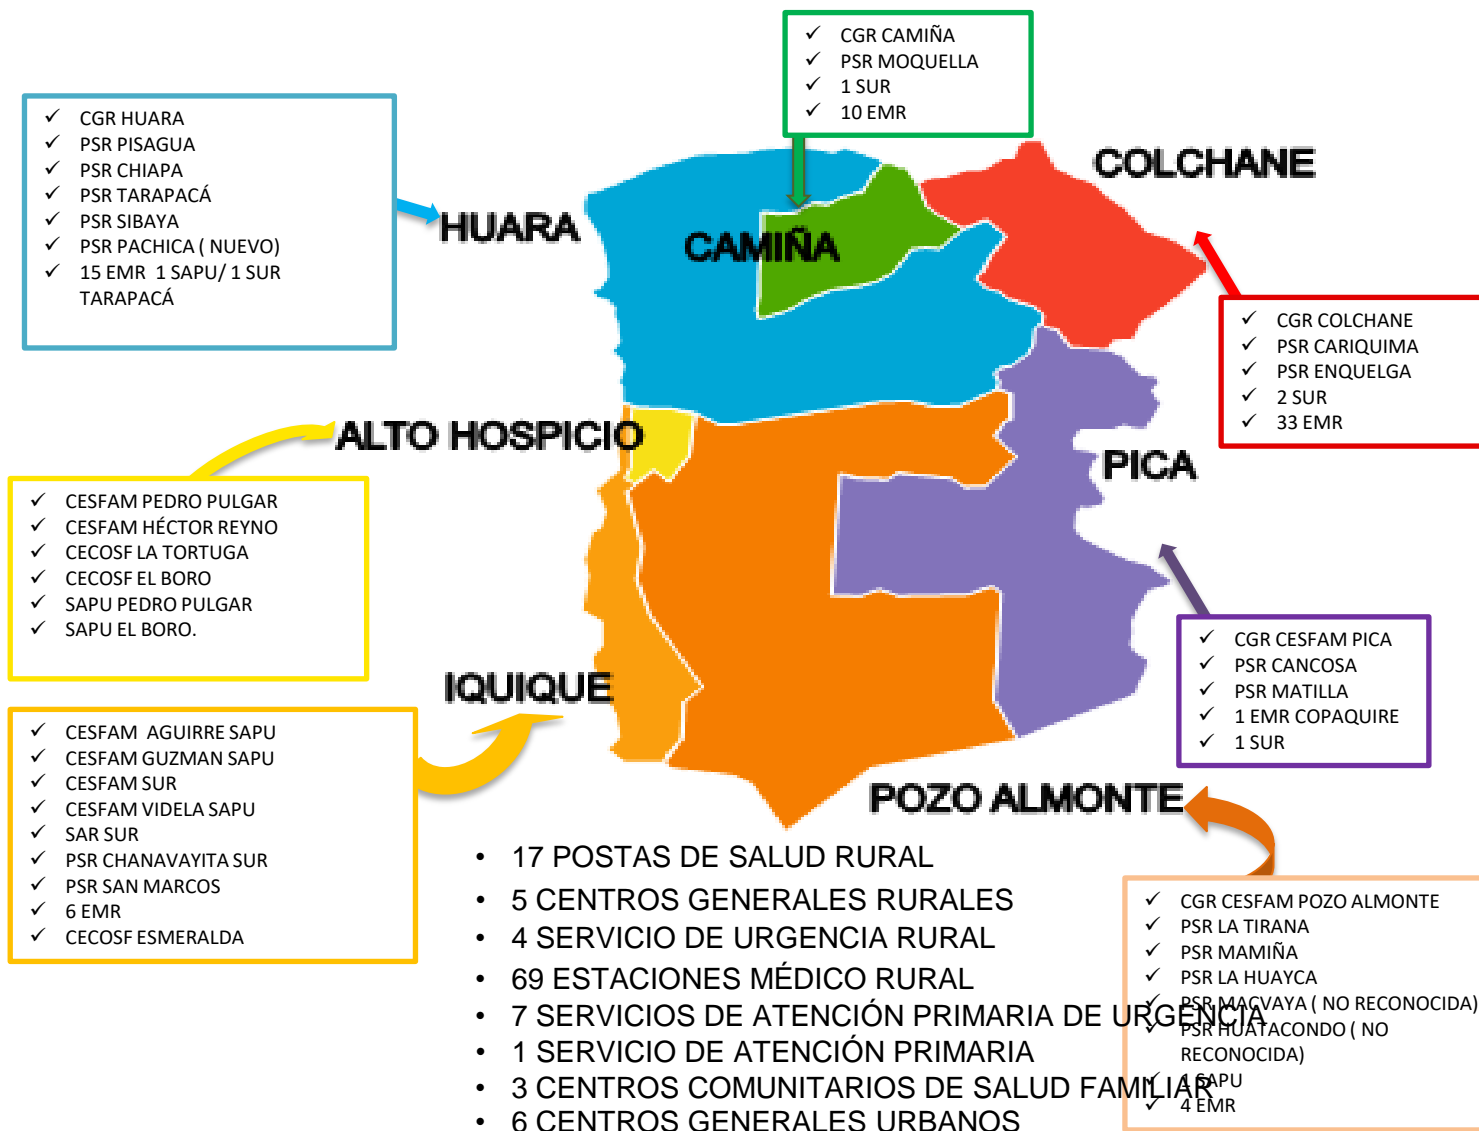 CGR CAMIÑA
PSR MOQUELLA
1 SUR
10 EMR
CGR HUARA
PSR PISAGUA
PSR CHIAPA
PSR TARAPACÁ
PSR SIBAYA
PSR PACHICA ( NUEVO)
15 EMR 1 SAPU/ 1 SUR
TARAPACÁ
COLCHANE
HUARA
CAMIÑA
CGR COLCHANE
PSR CARIQUIMA
PSR ENQUELGA
2 SUR
33 EMR
ALTO HOSPICIO
PICA
CESFAM PEDRO PULGAR
CESFAM HÉCTOR REYNO
CECOSF LA TORTUGA
CECOSF EL BORO
SAPU PEDRO PULGAR
SAPU EL BORO.
CGR CESFAM PICA
PSR CANCOSA
PSR MATILLA
1 EMR COPAQUIRE
1 SUR
IQUIQUE
CESFAM AGUIRRE SAPU
CESFAM GUZMAN SAPU
CESFAM SUR
CESFAM VIDELA SAPU
SAR SUR
PSR CHANAVAYITA SUR
PSR SAN MARCOS
6 EMR
CECOSF ESMERALDA
POZO ALMONTE
• 17 POSTAS DE SALUD RURAL
• 5 CENTROS GENERALES RURALES
• 4 SERVICIO DE URGENCIA RURAL
• 69 ESTACIONES MÉDICO RURAL
• 7 SERVICIOS DE ATENCIÓN PRIMARIA DE URGENCIA
• 1 SERVICIO DE ATENCIÓN PRIMARIA
• 3 CENTROS COMUNITARIOS DE SALUD FAMILIAR
• 6 CENTROS GENERALES URBANOS
CGR CESFAM POZO ALMONTE
PSR LA TIRANA
PSR MAMIÑA
PSR LA HUAYCA
PSR MACVAYA ( NO RECONOCIDA)
PSR HUATACONDO ( NO
RECONOCIDA)
1 SAPU
4 EMR